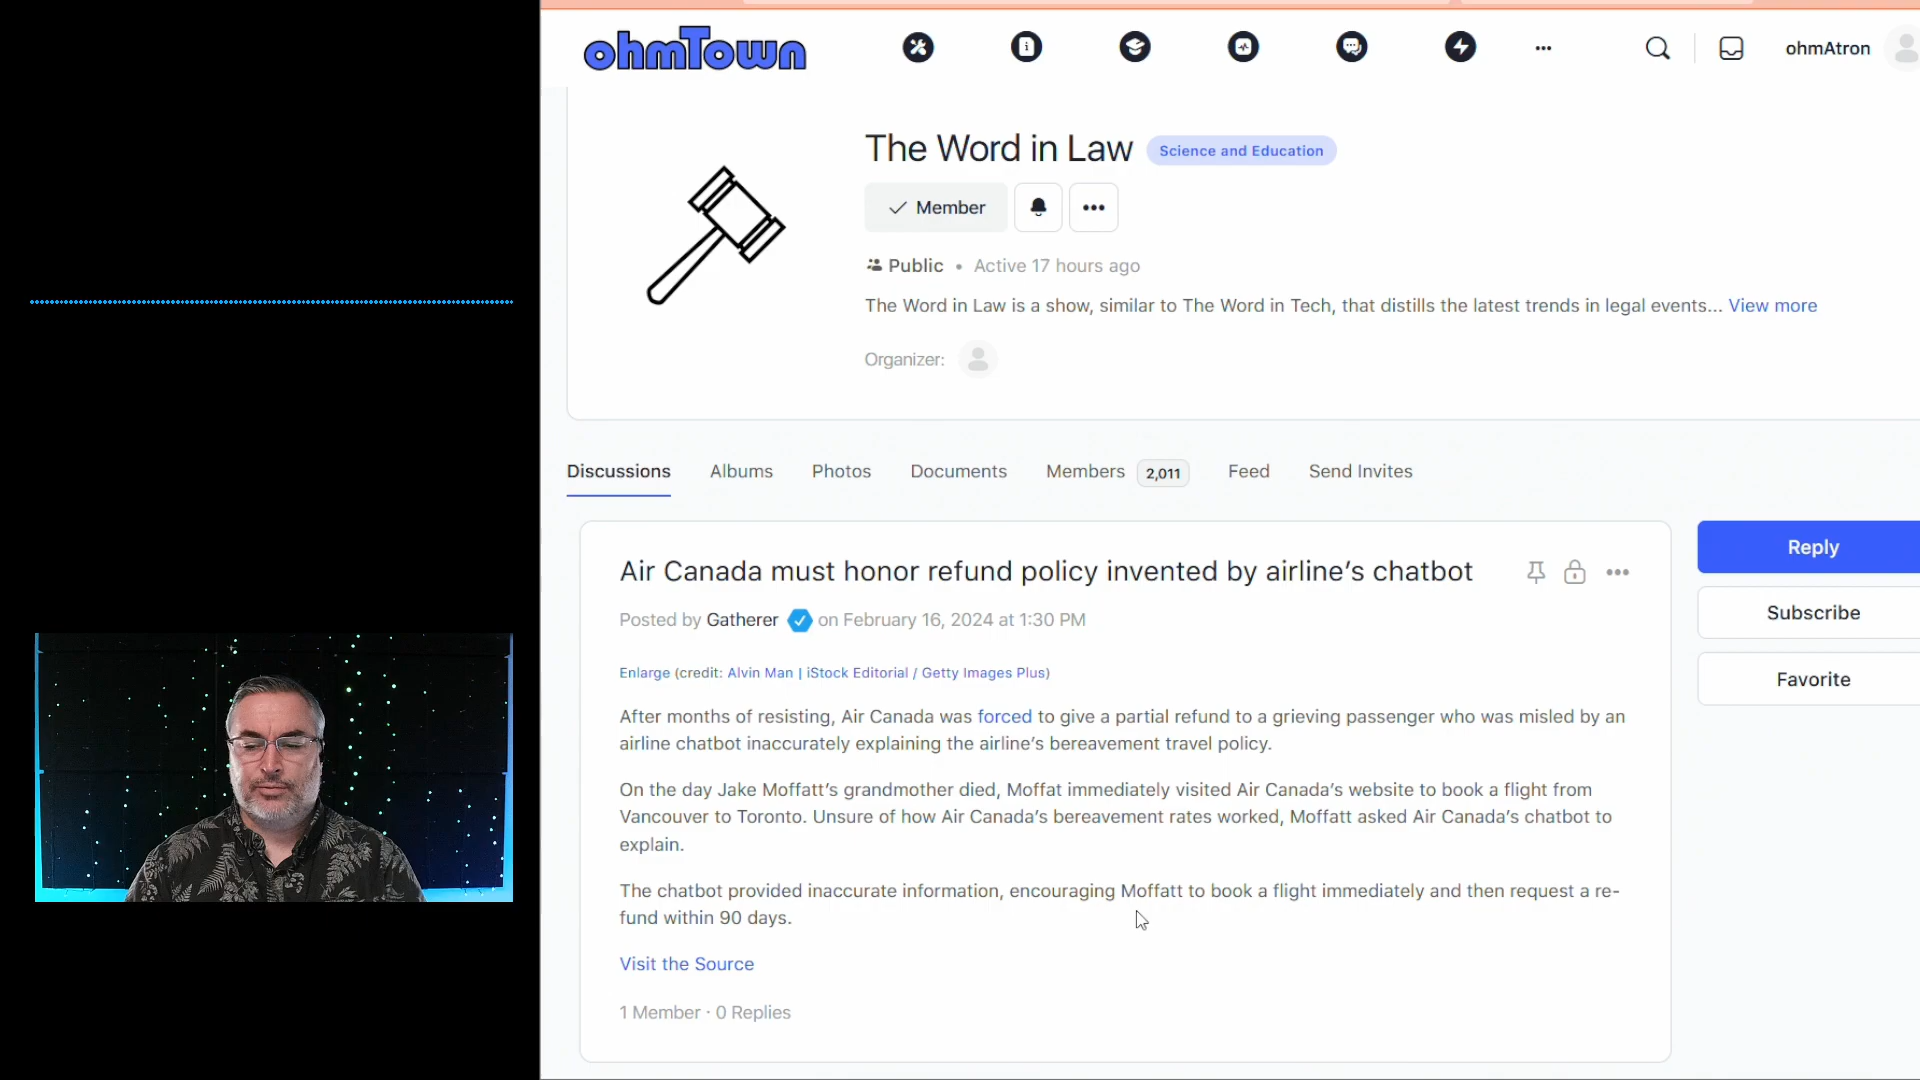 ohmTown
ohmAtron
The Word in Law
Science and Education
Member
Public • Active 17 hours ago
The Word in Law is a show, similar to The Word in Tech, that distills the latest trends in legal events... View more
Organizer:
Discussions
Albums
Photos
Documents
Members 2,011
Feed
Send Invites
Air Canada must honor refund policy invented by airline’s chatbot
Posted by Gatherer on February 16, 2024 at 1:30 PM
Enlarge (credit: Alvin Man | iStock Editorial / Getty Images Plus)
After months of resisting, Air Canada was forced to give a partial refund to a grieving passenger who was misled by an
airline chatbot inaccurately explaining the airline’s bereavement travel policy.
On the day Jake Moffatt’s grandmother died, Moffat immediately visited Air Canada’s website to book a flight from
Vancouver to Toronto. Unsure of how Air Canada’s bereavement rates worked, Moffatt asked Air Canada’s chatbot to
explain.
The chatbot provided inaccurate information, encouraging Moffatt to book a flight immediately and then request a re-
fund within 90 days.
Visit the Source
1 Member · 0 Replies
Reply
Subscribe
Favorite